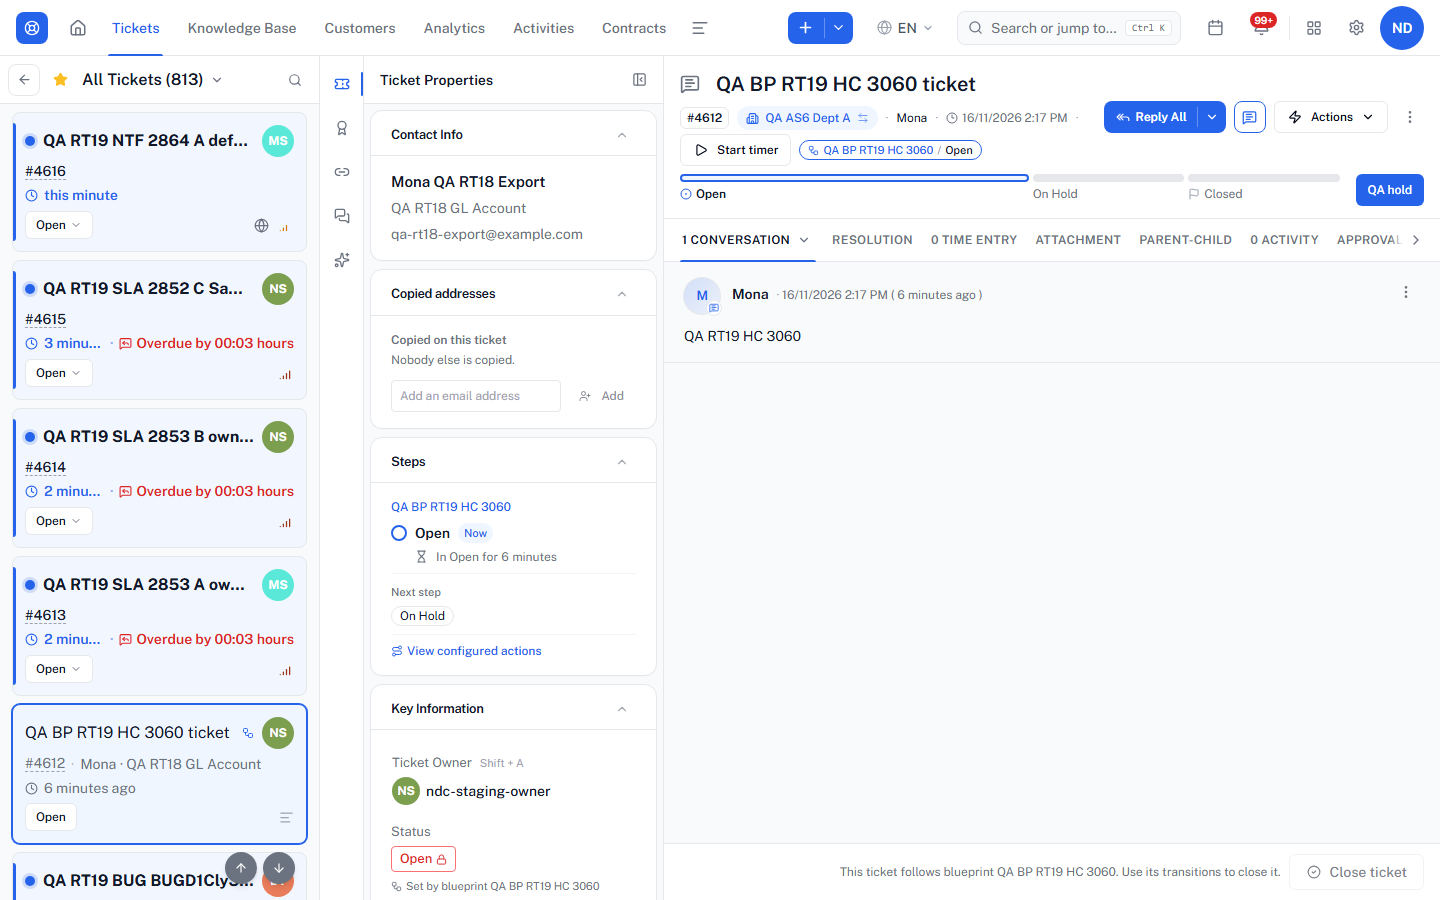 Tickets
Knowledge Base
Customers
Analytics
Activities
Contracts
EN
Search or jump to...
Ctrl K
99+
ND
All Tickets (813)
QA RT19 NTF 2864 A def...
MS
#4616
this minute
Open
QA RT19 SLA 2852 C Sa...
NS
#4615
3 minu... · Overdue by 00:03 hours
Open
QA RT19 SLA 2853 B own...
NS
#4614
2 minu... · Overdue by 00:03 hours
Open
QA RT19 SLA 2853 A ow...
MS
#4613
2 minu... · Overdue by 00:03 hours
Open
QA BP RT19 HC 3060 ticket
NS
#4612 · Mona · QA RT18 GL Account
6 minutes ago
Open
QA RT19 BUG BUGD1Cly
Ticket Properties
Contact Info
Mona QA RT18 Export
QA RT18 GL Account
qa-rt18-export@example.com
Copied addresses
Copied on this ticket
Nobody else is copied.
Add an email address
Add
Steps
QA BP RT19 HC 3060
Open Now
In Open for 6 minutes
Next step
On Hold
View configured actions
Key Information
Ticket Owner Shift + A
NS ndc-staging-owner
Status
Open
Set by blueprint QA BP RT19 HC 3060
QA BP RT19 HC 3060 ticket
#4612 QA AS6 Dept A · Mona · 16/11/2026 2:17 PM ·
Reply All
Actions
Start timer
QA BP RT19 HC 3060 / Open
Open
On Hold
Closed
QA hold
1 CONVERSATION
RESOLUTION
0 TIME ENTRY
ATTACHMENT
PARENT-CHILD
0 ACTIVITY
APPROVAL
M
Mona · 16/11/2026 2:17 PM ( 6 minutes ago )
QA RT19 HC 3060
This ticket follows blueprint QA BP RT19 HC 3060. Use its transitions to close it.
Close ticket